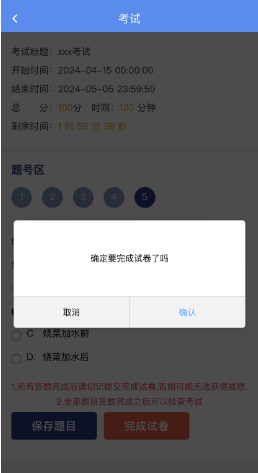 考试
考试标题：xxx考试
开始时间：2024-04-15 00:00:00
结束时间：2024-05-05 23:59:59
总 分：100分 时限：120 分钟
剩余时间：1 时 58 分 39 秒
题号区
1 2 3 4 5
确定要完成试卷了吗
取消 确认
C. 烧菜加水前
D. 烧菜加水后
1.所有答题完成后请切记提交完成试卷,否则可能无法获得成绩.
2.全部题目答题完成之后可以检查考试
保存题目 完成试卷